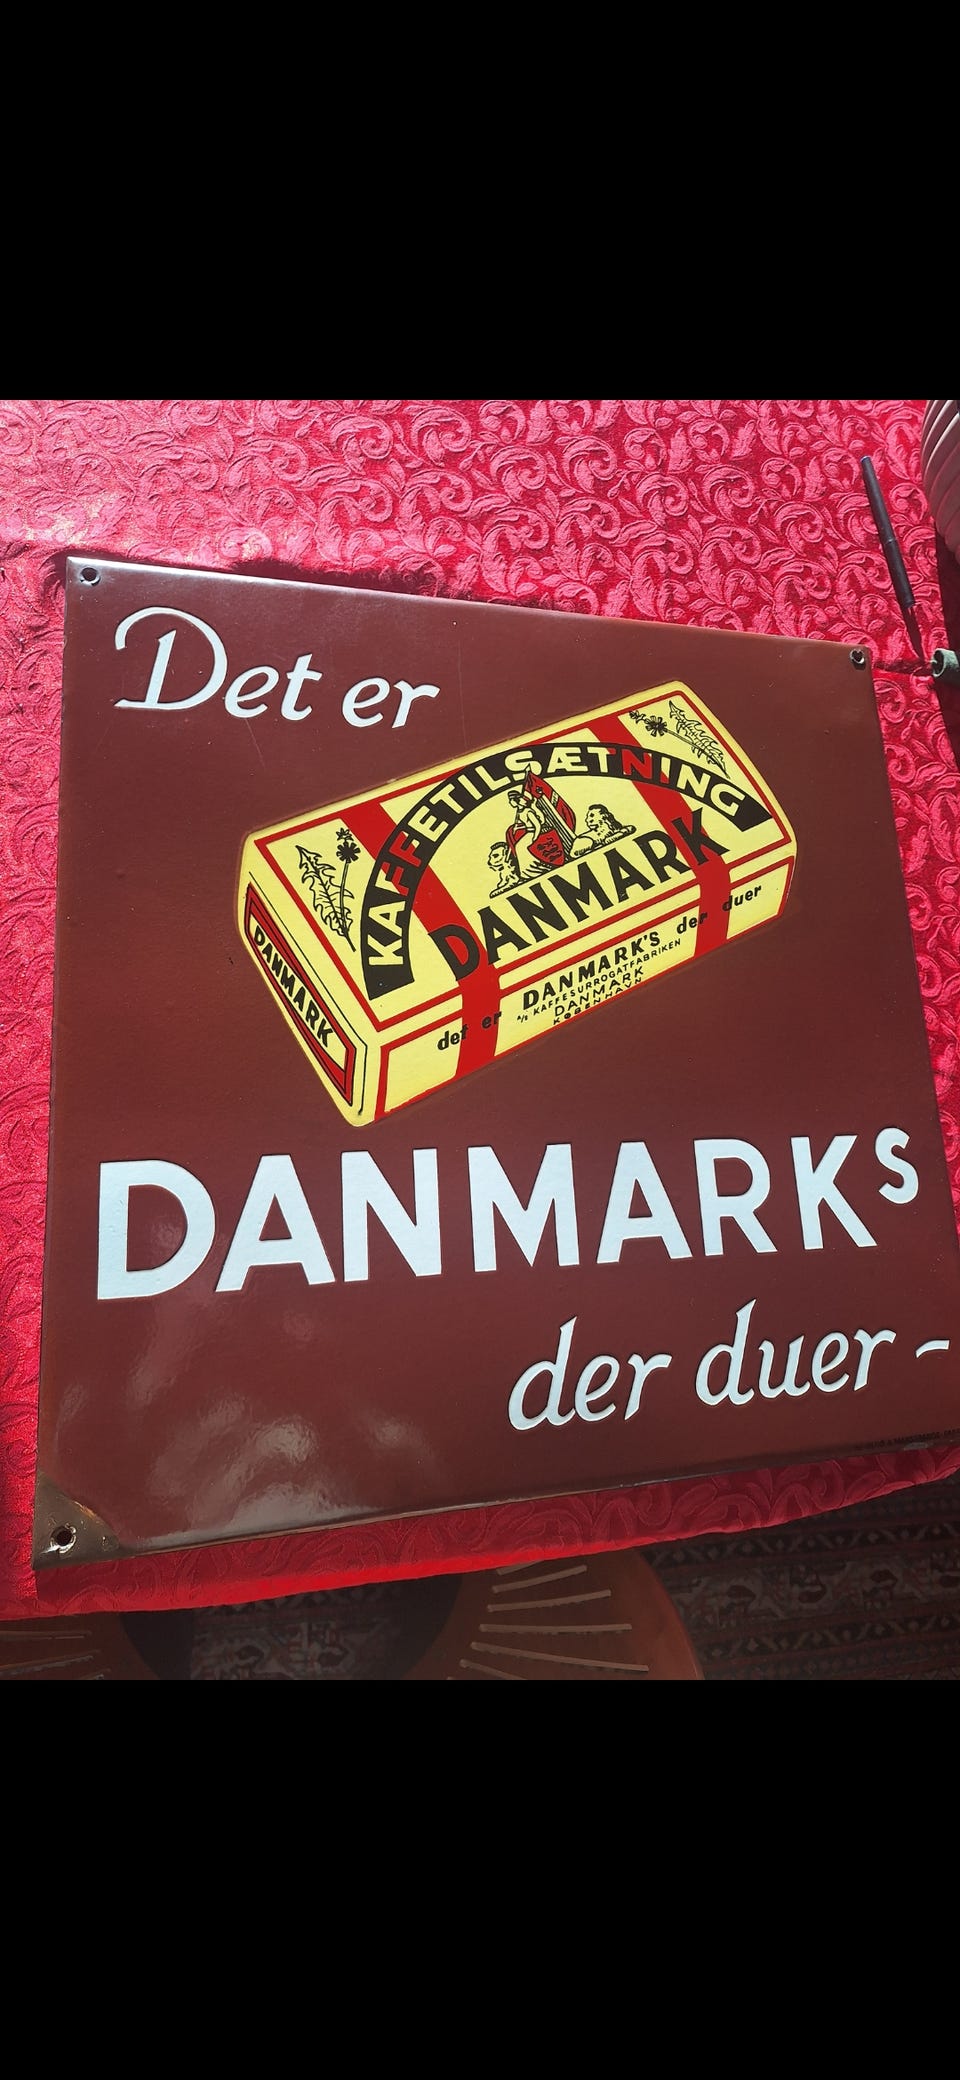 Det er
KAFFETILSÆTNING
DANMARK
DANMARK
det er DANMARK'S der duer
A/S KAFFESURROGATFABRIKEN
DANMARK
KØBENHAVN
DANMARKS
der duer -